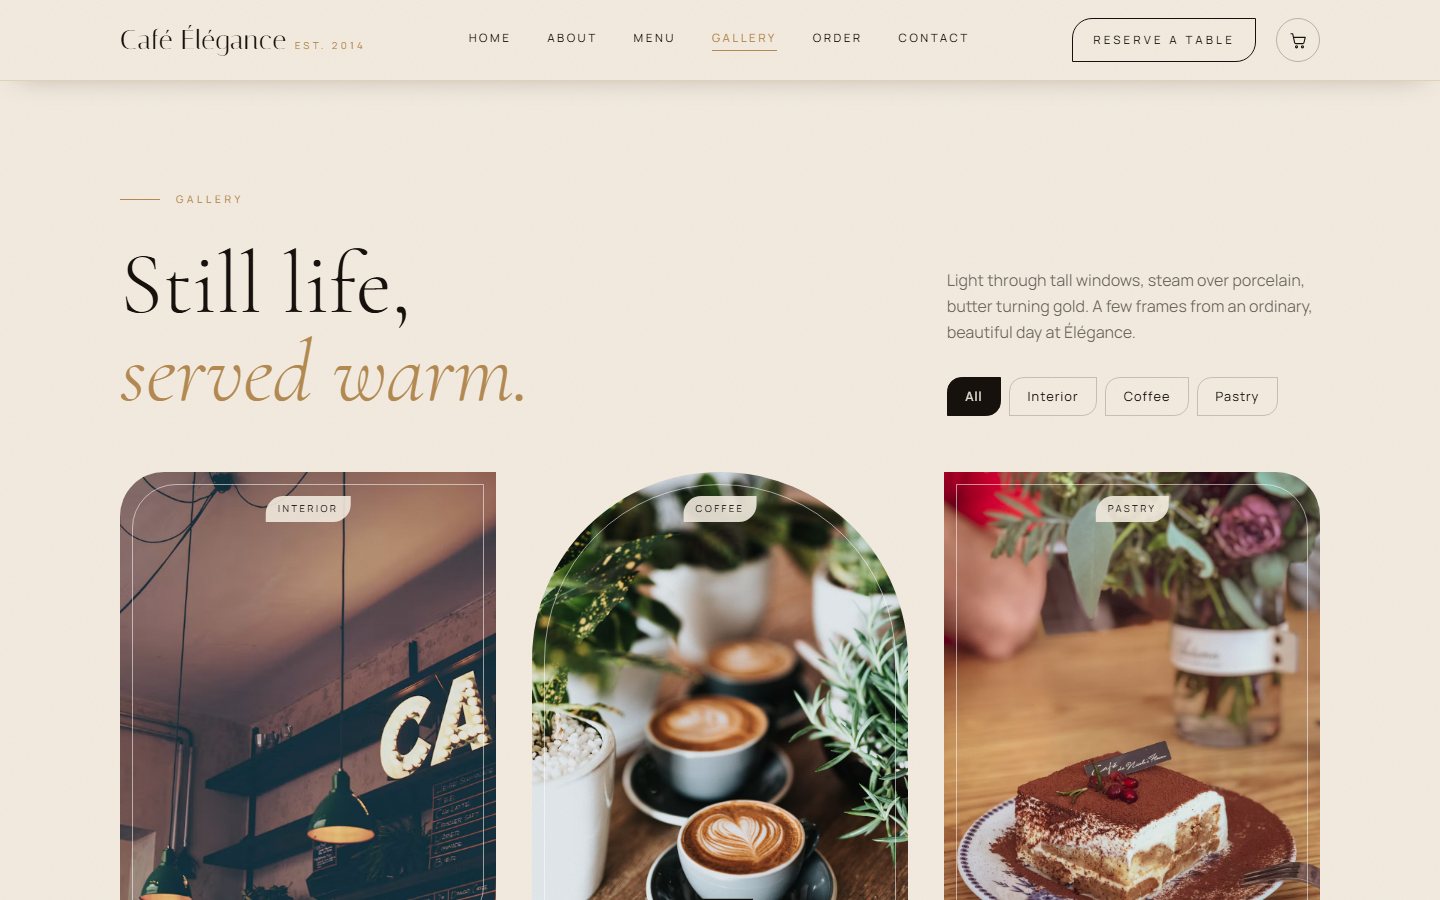 Café Élégance EST. 2014
HOME ABOUT MENU GALLERY ORDER CONTACT
RESERVE A TABLE
GALLERY
Still life,
served warm.
Light through tall windows, steam over porcelain,
butter turning gold. A few frames from an ordinary,
beautiful day at Élégance.
All Interior Coffee Pastry
INTERIOR
COFFEE
PASTRY
CA